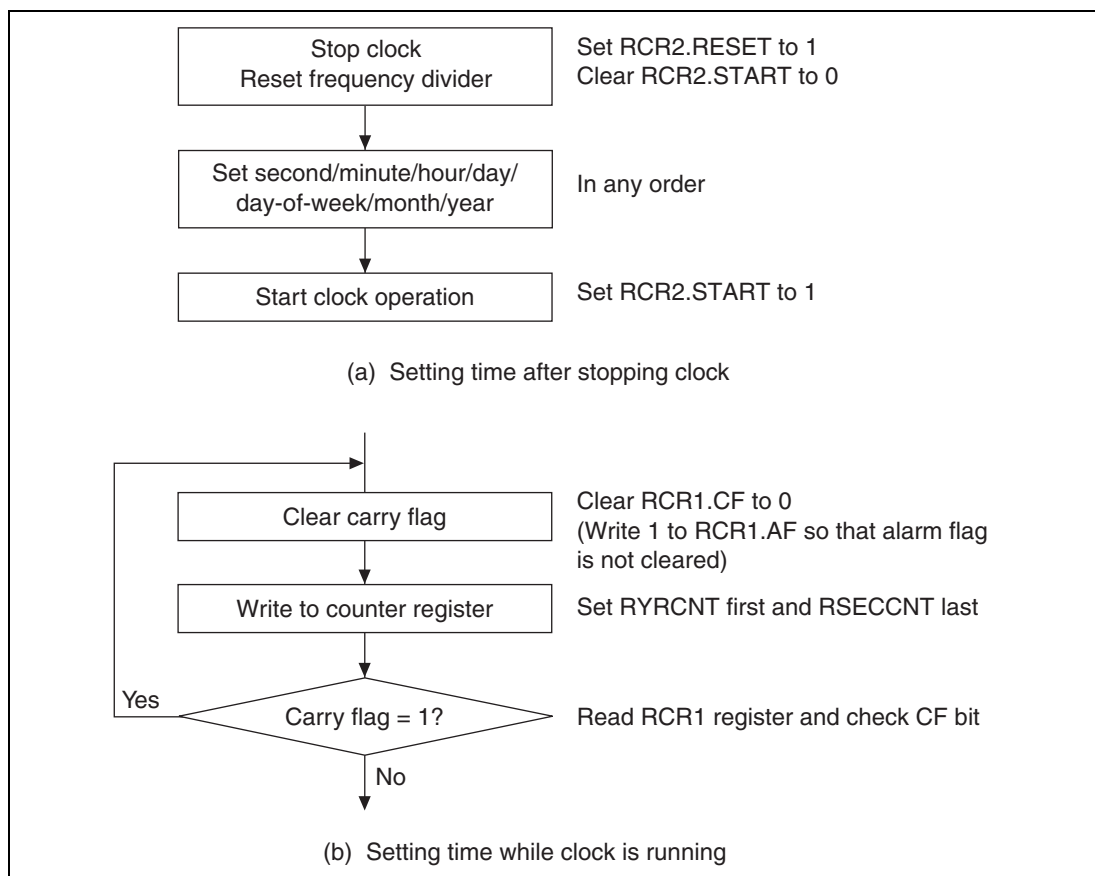 Stop clock
Reset frequency divider
Set RCR2.RESET to 1
Clear RCR2.START to 0
Set second/minute/hour/day/
day-of-week/month/year
In any order
Start clock operation
Set RCR2.START to 1
(a) Setting time after stopping clock
Clear carry flag
Clear RCR1.CF to 0
(Write 1 to RCR1.AF so that alarm flag
is not cleared)
Write to counter register
Set RYRCNT first and RSECCNT last
Yes
Carry flag = 1?
Read RCR1 register and check CF bit
No
(b) Setting time while clock is running